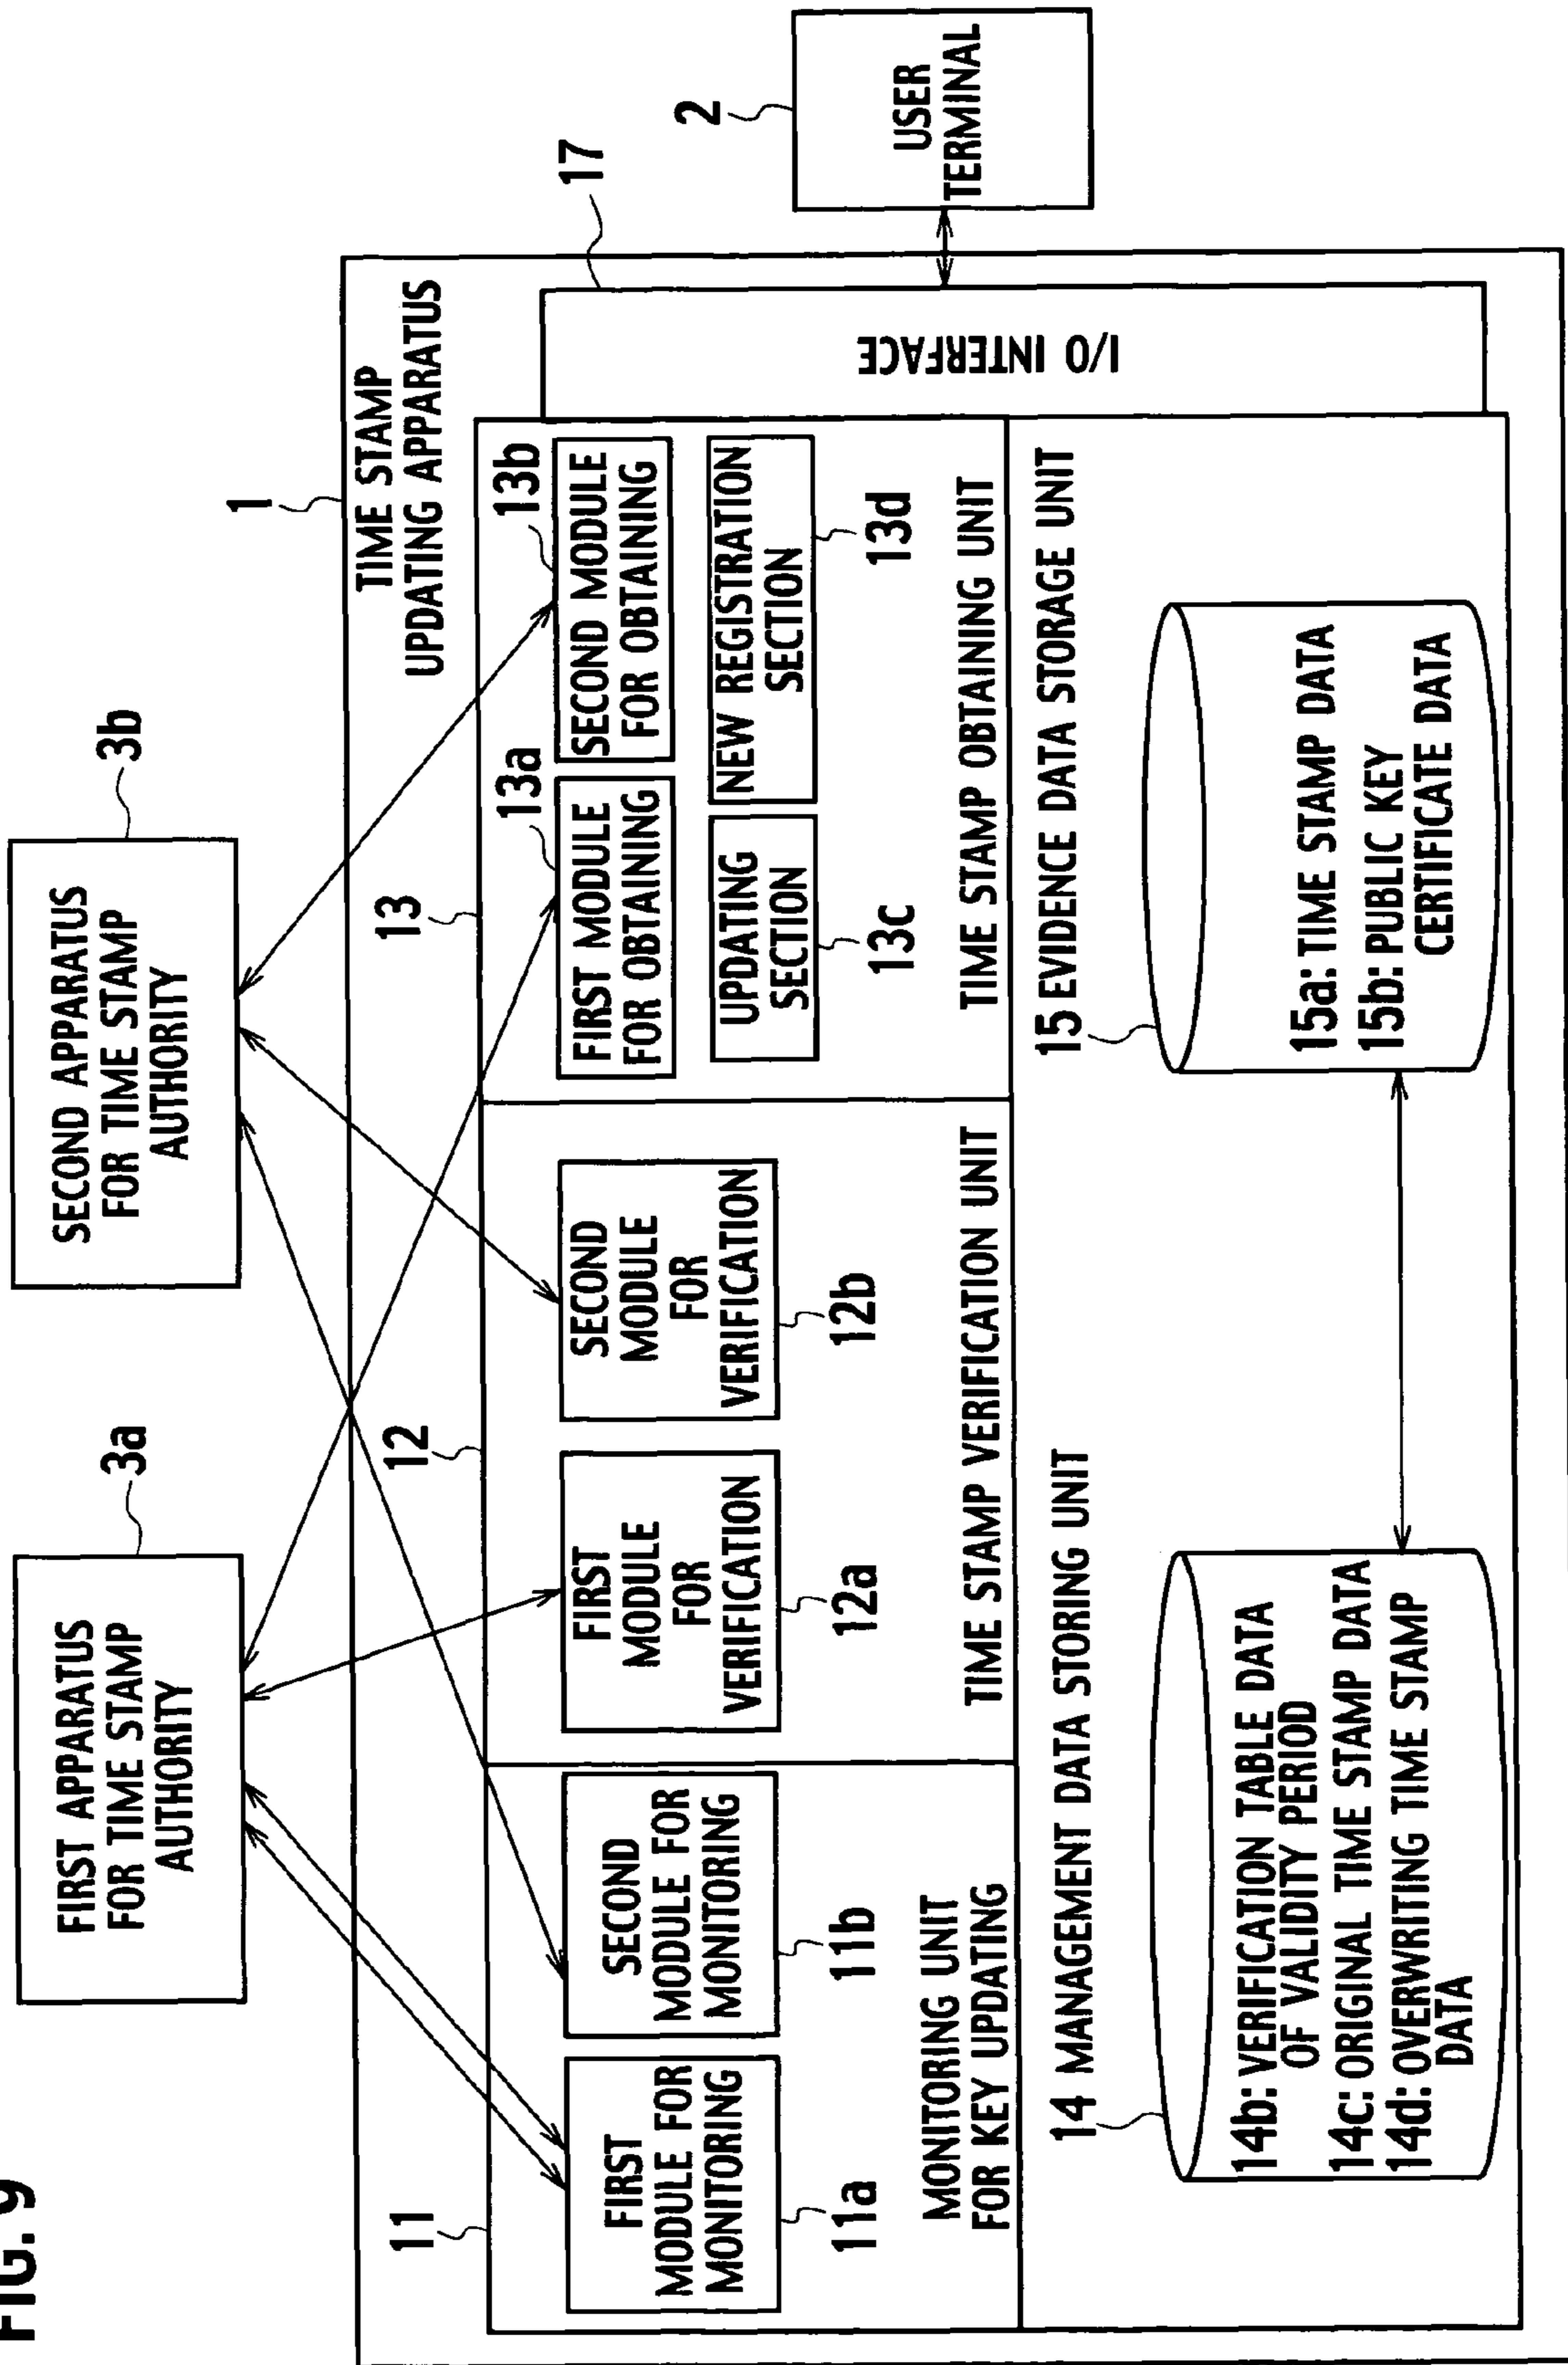 FIG. 9
FIRST APPARATUS
FOR TIME STAMP
AUTHORITY
3a
SECOND APPARATUS
FOR TIME STAMP
AUTHORITY
3b
1
TIME STAMP
UPDATING APPARATUS
11
FIRST
MODULE FOR
MONITORING
11a
SECOND
MODULE FOR
MONITORING
11b
MONITORING UNIT
FOR KEY UPDATING
12
FIRST
MODULE
FOR
VERIFICATION
12a
SECOND
MODULE
FOR
VERIFICATION
12b
TIME STAMP VERIFICATION UNIT
13
13a
FIRST MODULE
FOR OBTAINING
13b
SECOND MODULE
FOR OBTAINING
UPDATING
SECTION
13c
NEW REGISTRATION
SECTION
13d
TIME STAMP OBTAINING UNIT
17
I/O INTERFACE
2
USER
TERMINAL
14 MANAGEMENT DATA STORING UNIT
14b: VERIFICATION TABLE DATA
OF VALIDITY PERIOD
14c: ORIGINAL TIME STAMP DATA
14d: OVERWRITING TIME STAMP
DATA
15 EVIDENCE DATA STORAGE UNIT
15a: TIME STAMP DATA
15b: PUBLIC KEY
CERTIFICATE DATA